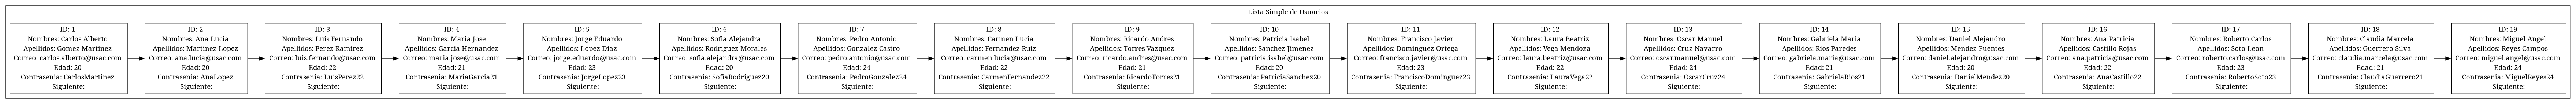 Lista Simple de Usuarios
ID: 1
Nombres: Carlos Alberto
Apellidos: Gomez Martinez
Correo: carlos.alberto@usac.com
Edad: 20
Contrasenia: CarlosMartinez
Siguiente:
ID: 2
Nombres: Ana Lucia
Apellidos: Martinez Lopez
Correo: ana.lucia@usac.com
Edad: 20
Contrasenia: AnaLopez
Siguiente:
ID: 3
Nombres: Luis Fernando
Apellidos: Perez Ramirez
Correo: luis.fernando@usac.com
Edad: 22
Contrasenia: LuisPerez22
Siguiente:
ID: 4
Nombres: Maria Jose
Apellidos: Garcia Hernandez
Correo: maria.jose@usac.com
Edad: 21
Contrasenia: MariaGarcia21
Siguiente:
ID: 5
Nombres: Jorge Eduardo
Apellidos: Lopez Diaz
Correo: jorge.eduardo@usac.com
Edad: 23
Contrasenia: JorgeLopez23
Siguiente:
ID: 6
Nombres: Sofia Alejandra
Apellidos: Rodriguez Morales
Correo: sofia.alejandra@usac.com
Edad: 20
Contrasenia: SofiaRodriguez20
Siguiente:
ID: 7
Nombres: Pedro Antonio
Apellidos: Gonzalez Castro
Correo: pedro.antonio@usac.com
Edad: 24
Contrasenia: PedroGonzalez24
Siguiente:
ID: 8
Nombres: Carmen Lucia
Apellidos: Fernandez Ruiz
Correo: carmen.lucia@usac.com
Edad: 22
Contrasenia: CarmenFernandez22
Siguiente:
ID: 9
Nombres: Ricardo Andres
Apellidos: Torres Vazquez
Correo: ricardo.andres@usac.com
Edad: 21
Contrasenia: RicardoTorres21
Siguiente:
ID: 10
Nombres: Patricia Isabel
Apellidos: Sanchez Jimenez
Correo: patricia.isabel@usac.com
Edad: 20
Contrasenia: PatriciaSanchez20
Siguiente:
ID: 11
Nombres: Francisco Javier
Apellidos: Dominguez Ortega
Correo: francisco.javier@usac.com
Edad: 23
Contrasenia: FranciscoDominguez23
Siguiente:
ID: 12
Nombres: Laura Beatriz
Apellidos: Vega Mendoza
Correo: laura.beatriz@usac.com
Edad: 22
Contrasenia: LauraVega22
Siguiente:
ID: 13
Nombres: Oscar Manuel
Apellidos: Cruz Navarro
Correo: oscar.manuel@usac.com
Edad: 24
Contrasenia: OscarCruz24
Siguiente:
ID: 14
Nombres: Gabriela Maria
Apellidos: Rios Paredes
Correo: gabriela.maria@usac.com
Edad: 21
Contrasenia: GabrielaRios21
Siguiente:
ID: 15
Nombres: Daniel Alejandro
Apellidos: Mendez Fuentes
Correo: daniel.alejandro@usac.com
Edad: 20
Contrasenia: DanielMendez20
Siguiente:
ID: 16
Nombres: Ana Patricia
Apellidos: Castillo Rojas
Correo: ana.patricia@usac.com
Edad: 22
Contrasenia: AnaCastillo22
Siguiente:
ID: 17
Nombres: Roberto Carlos
Apellidos: Soto Leon
Correo: roberto.carlos@usac.com
Edad: 23
Contrasenia: RobertoSoto23
Siguiente:
ID: 18
Nombres: Claudia Marcela
Apellidos: Guerrero Silva
Correo: claudia.marcela@usac.com
Edad: 21
Contrasenia: ClaudiaGuerrero21
Siguiente:
ID: 19
Nombres: Miguel Angel
Apellidos: Reyes Campos
Correo: miguel.angel@usac.com
Edad: 24
Contrasenia: MiguelReyes24
Siguiente: